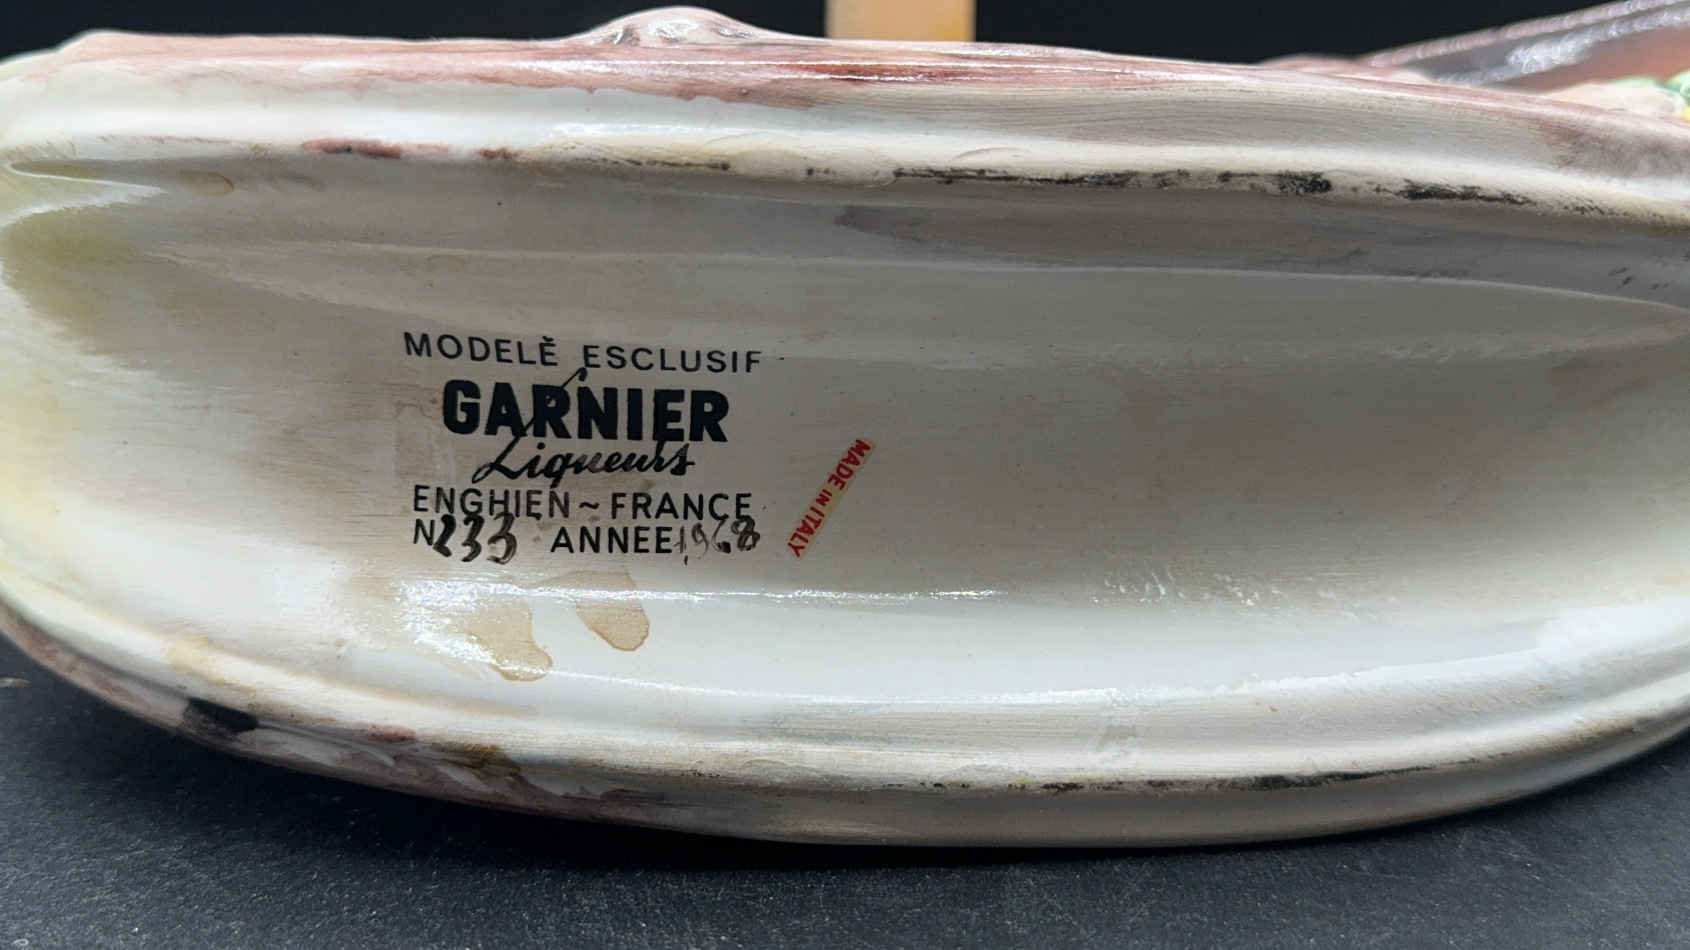 MODELÈ ESCLUSIF
GARNIER
Liqueurs
ENGHIEN ~ FRANCE
N 233 ANNEE 1968
MADE IN ITALY